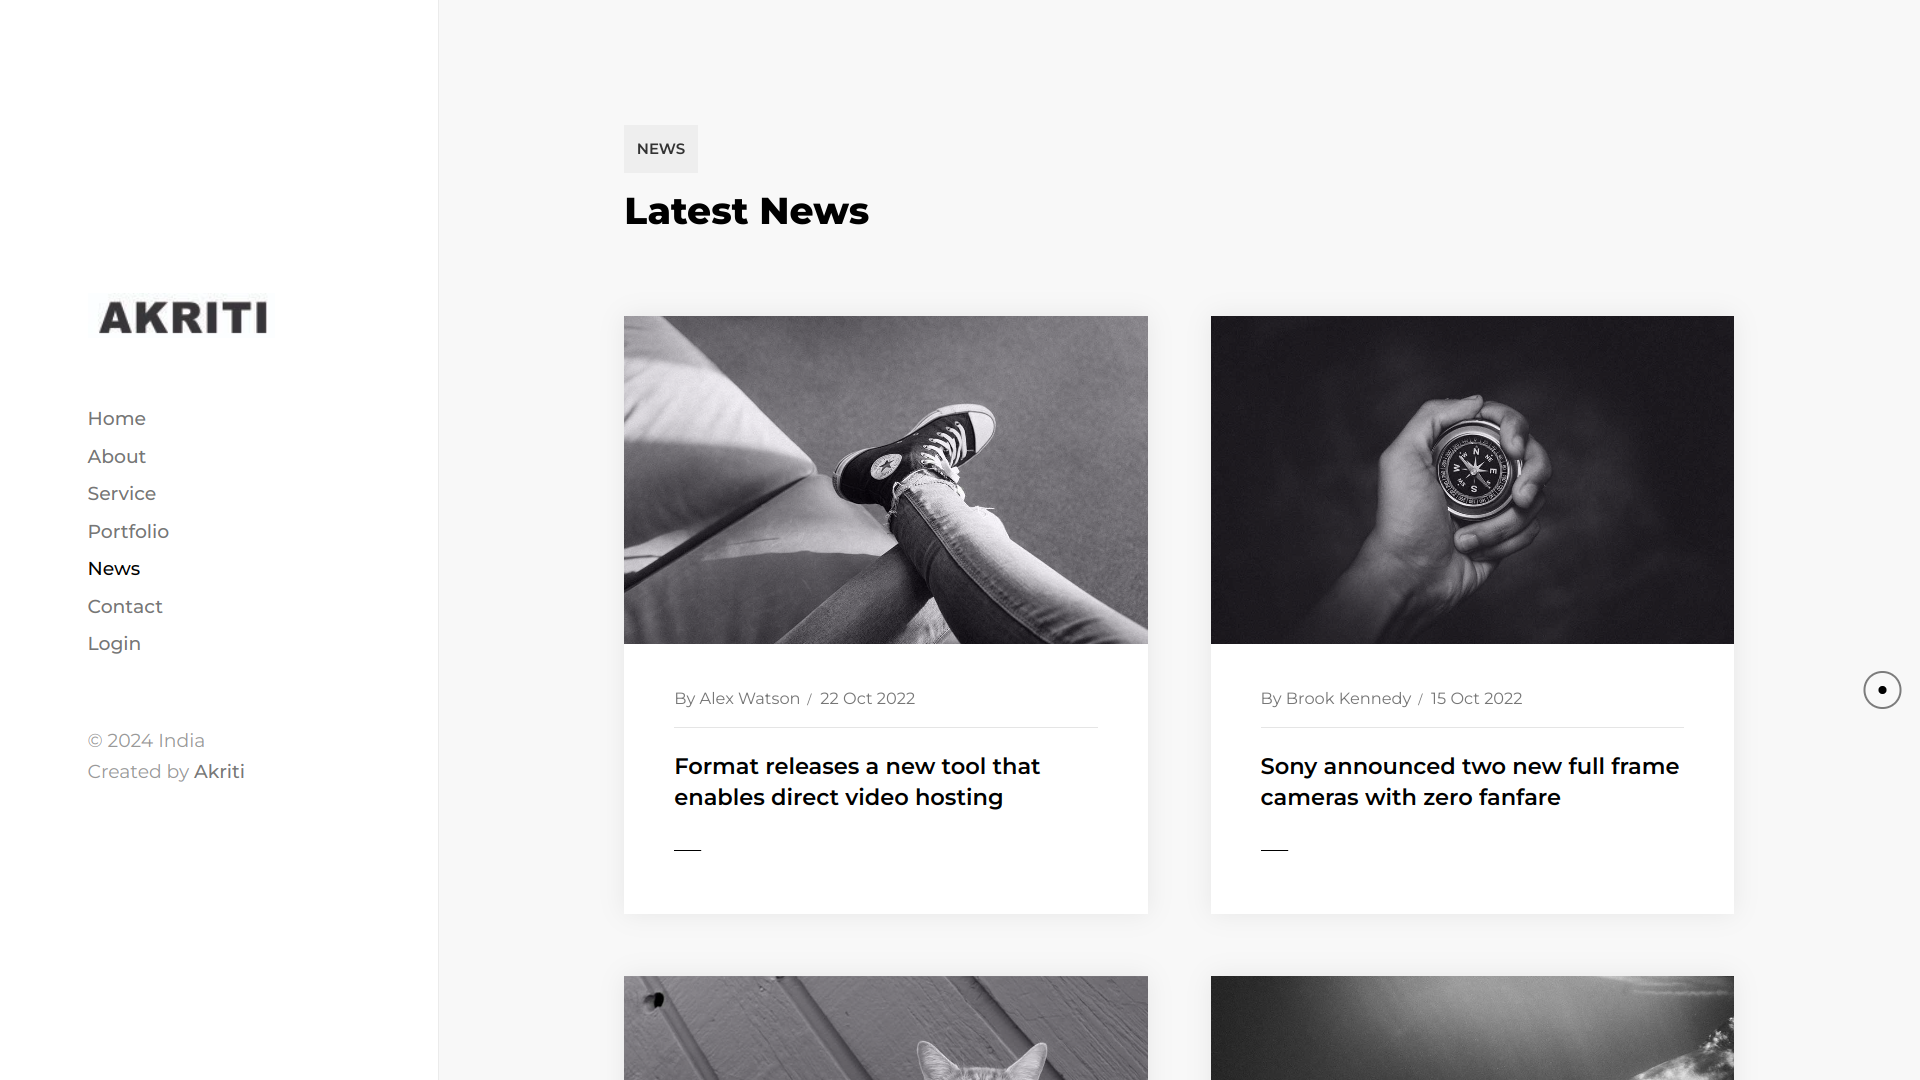 AKRITI
Home
About
Service
Portfolio
News
Contact
Login
© 2024 India
Created by Akriti
NEWS
Latest News
By Alex Watson / 22 Oct 2022
Format releases a new tool that
enables direct video hosting
N
NE
E
S
SW
W
By Brook Kennedy / 15 Oct 2022
Sony announced two new full frame
cameras with zero fanfare